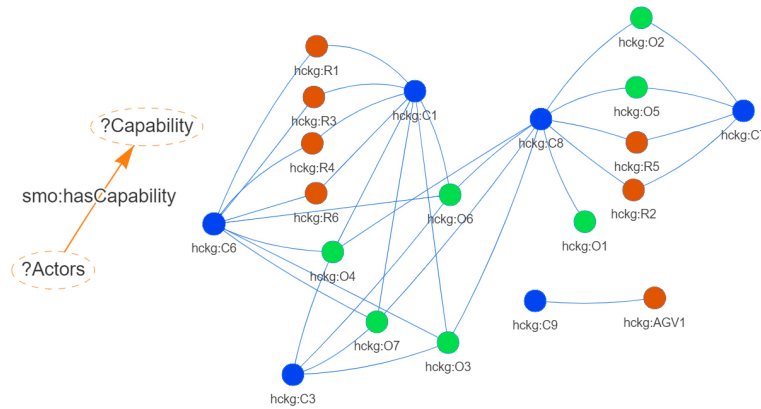 hckg:O2
hckg:R1
hckg:O5
hckg:R3
hckg:C1
?Capability
hckg:C8
hckg:R4
hckg:R5
smo:hasCapability
hckg:R6
hckg:O6
hckg:R2
hckg:C6
hckg:O1
?Actors
hckg:O4
hckg:C9
hckg:AGV1
hckg:O7
hckg:O3
hckg:C3